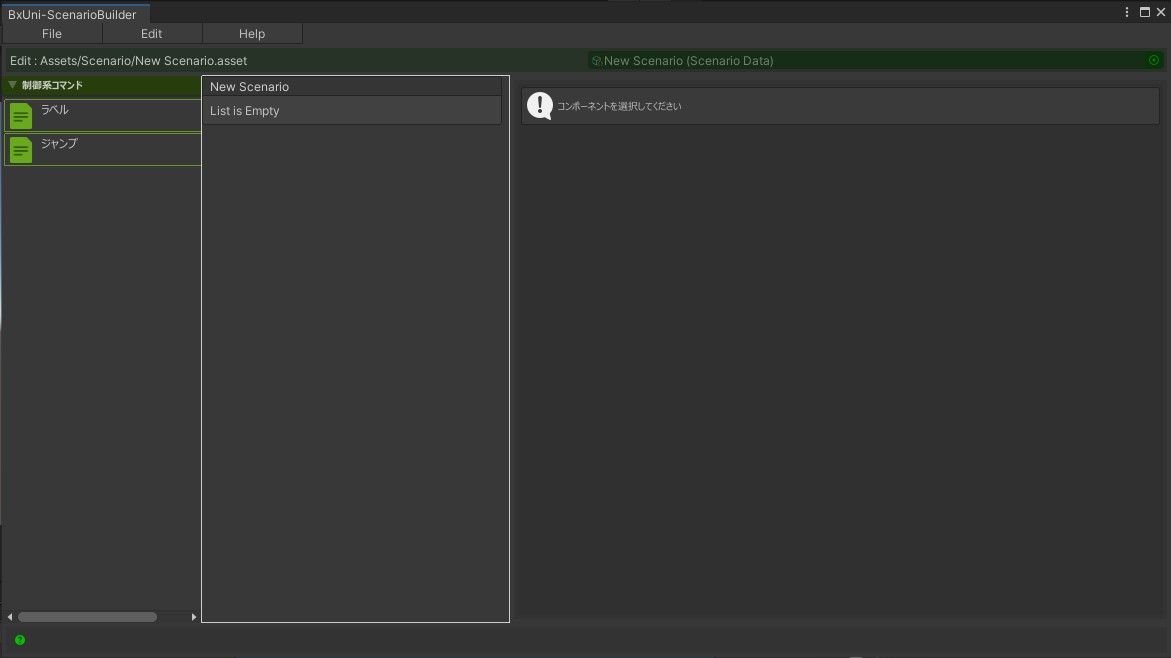 BxUni-ScenarioBuilder
File
Edit
Help
Edit : Assets/Scenario/New Scenario.asset
New Scenario (Scenario Data)
制御系コマンド
ラベル
ジャンプ
New Scenario
List is Empty
コンポーネントを選択してください